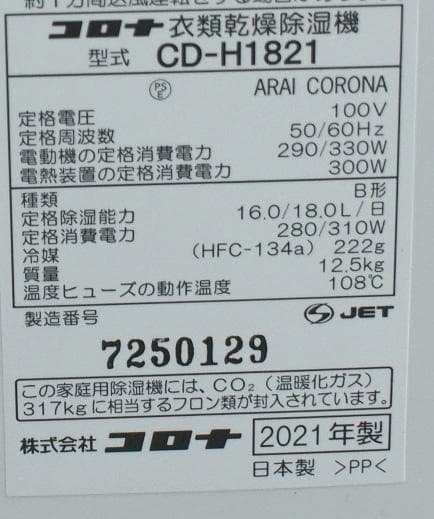 コロナ 衣類乾燥除湿機
型式 CD-H1821
PSE ARAI CORONA
定格電圧 100V
定格周波数 50/60Hz
電動機の定格消費電力 290/330W
電熱装置の定格消費電力 300W
種類 B形
定格除湿能力 16.0/18.0L/日
定格消費電力 280/310W
冷媒 (HFC-134a) 222g
質量 12.5kg
温度ヒューズの動作温度 108℃
製造番号 JET
7250129
この家庭用除湿機には、CO₂（温暖化ガス）
317kgに相当するフロン類が封入されています。
株式会社 コロナ 2021年製
日本製 >PP<